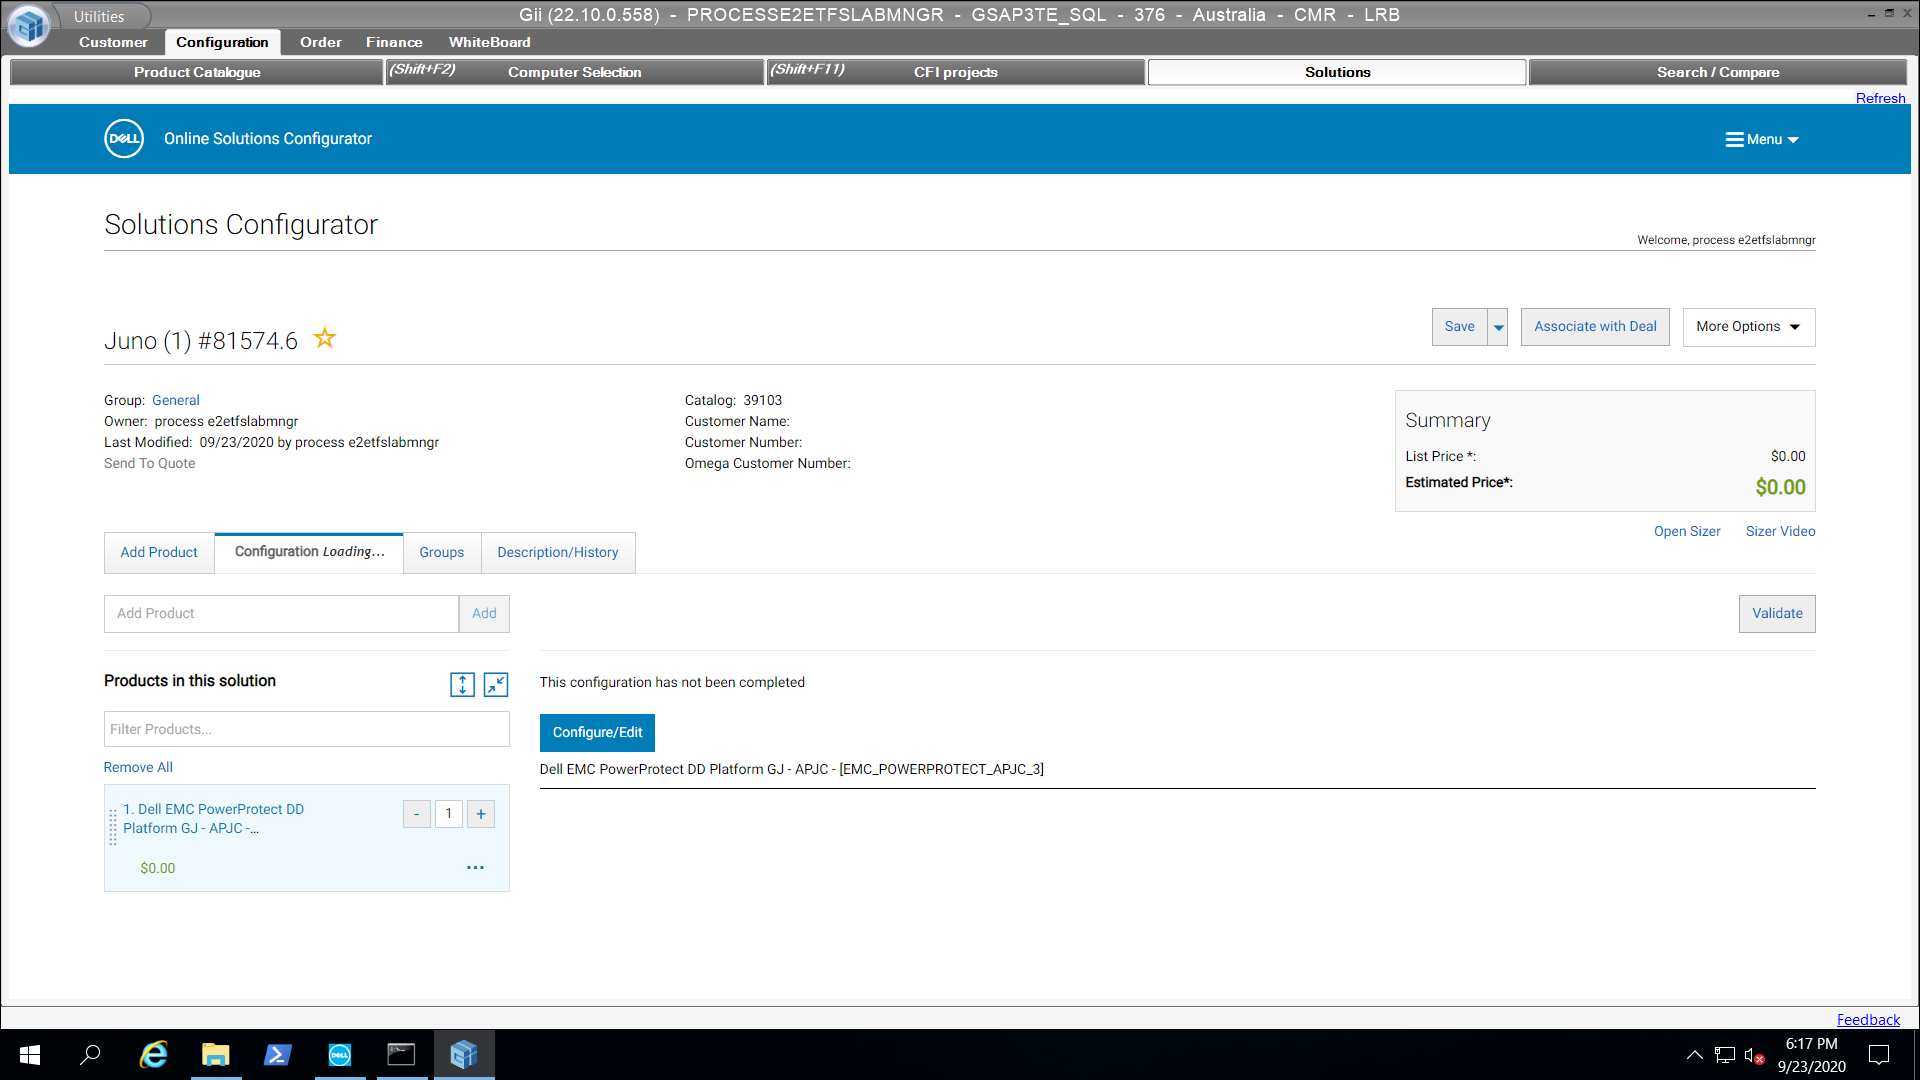 Utilities
Gii (22.10.0.558) - PROCESSE2ETFSLABMNGR - GSAP3TE_SQL - 376 - Australia - CMR - LRB
Customer Configuration Order Finance WhiteBoard
Product Catalogue (Shift+F2) Computer Selection (Shift+F11) CFI projects Solutions Search / Compare
Refresh
DELL Online Solutions Configurator Menu
Solutions Configurator
Welcome, process e2etfslabmngr
Juno (1) #81574.6
Save Associate with Deal More Options
Group: General
Owner: process e2etfslabmngr
Last Modified: 09/23/2020 by process e2etfslabmngr
Send To Quote
Catalog: 39103
Customer Name:
Customer Number:
Omega Customer Number:
Summary
List Price *: $0.00
Estimated Price*: $0.00
Open Sizer Sizer Video
Add Product Configuration Loading... Groups Description/History
Add Product Add
Validate
Products in this solution
Filter Products...
Remove All
1. Dell EMC PowerProtect DD
Platform GJ - APJC -...
- 1 +
$0.00 ...
This configuration has not been completed
Configure/Edit
Dell EMC PowerProtect DD Platform GJ - APJC - [EMC_POWERPROTECT_APJC_3]
Feedback
DELL
6:17 PM
9/23/2020